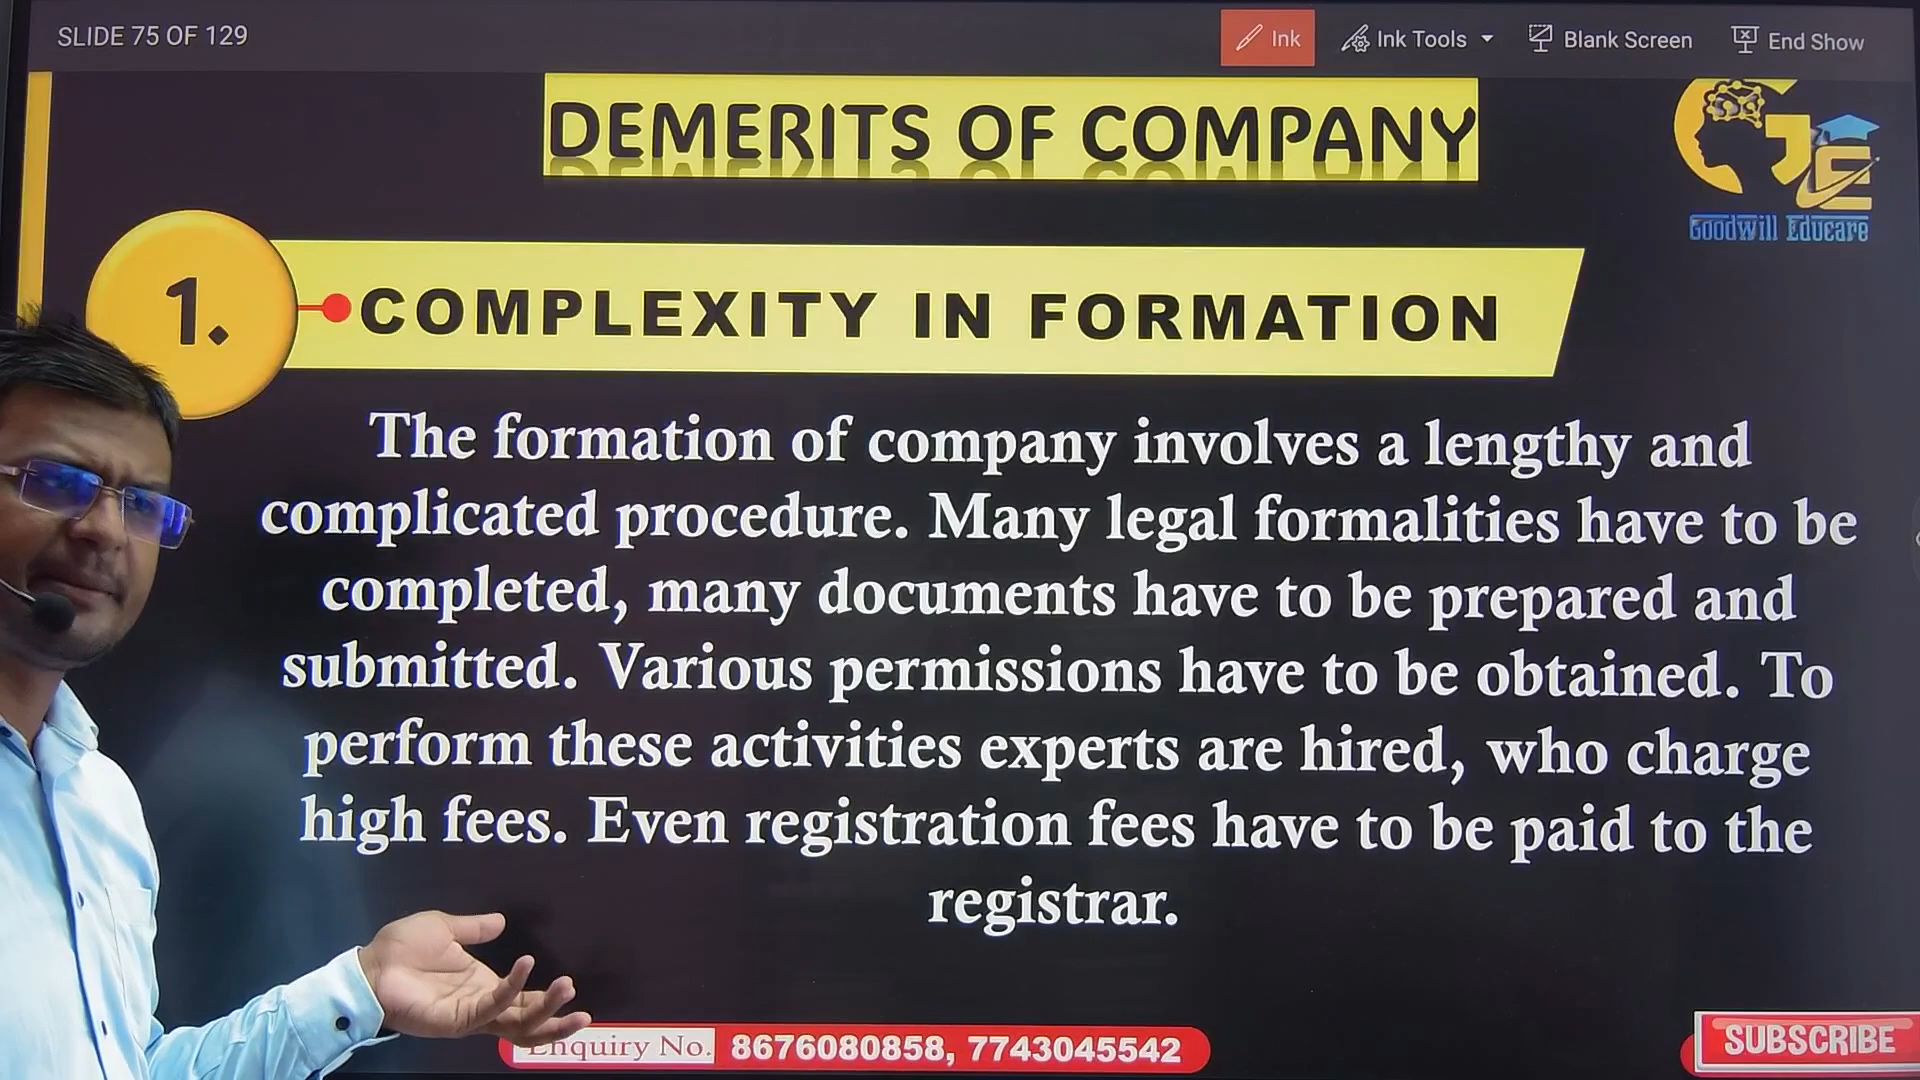 SLIDE 75 OF 129
Ink
Ink Tools
Blank Screen
End Show
DEMERITS OF COMPANY
GE
Goodwill Educare
1.
COMPLEXITY IN FORMATION
The formation of company involves a lengthy and
complicated procedure. Many legal formalities have to be
completed, many documents have to be prepared and
submitted. Various permissions have to be obtained. To
perform these activities experts are hired, who charge
high fees. Even registration fees have to be paid to the
registrar.
Enquiry No. 8676080858, 7743045542
SUBSCRIBE